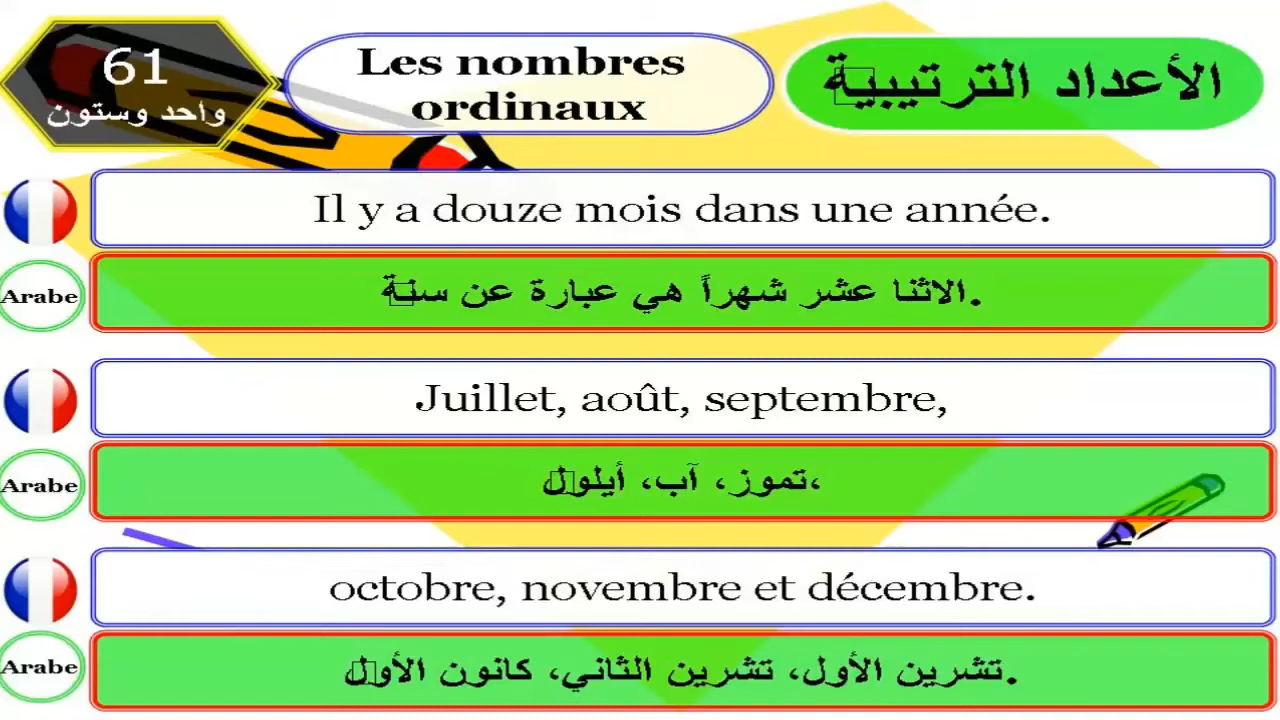 61
واحد وستون
Les nombres
ordinaux
الأعداد الترتيبية
Il y a douze mois dans une année.
Arabe
الاثنا عشر شهراً هي عبارة عن سنة.
Juillet, août, septembre,
Arabe
تموز، آب، أيلول،
octobre, novembre et décembre.
Arabe
تشرين الأول، تشرين الثاني، كانون الأول.